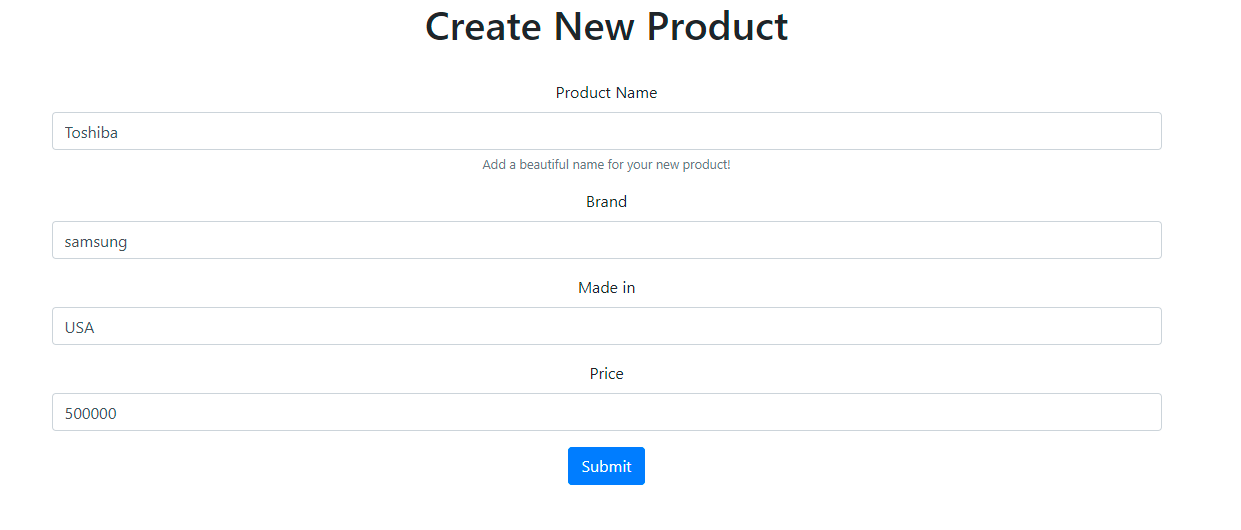 Create New Product
Product Name
Toshiba
Add a beautiful name for your new product!
Brand
samsung
Made in
USA
Price
500000
Submit